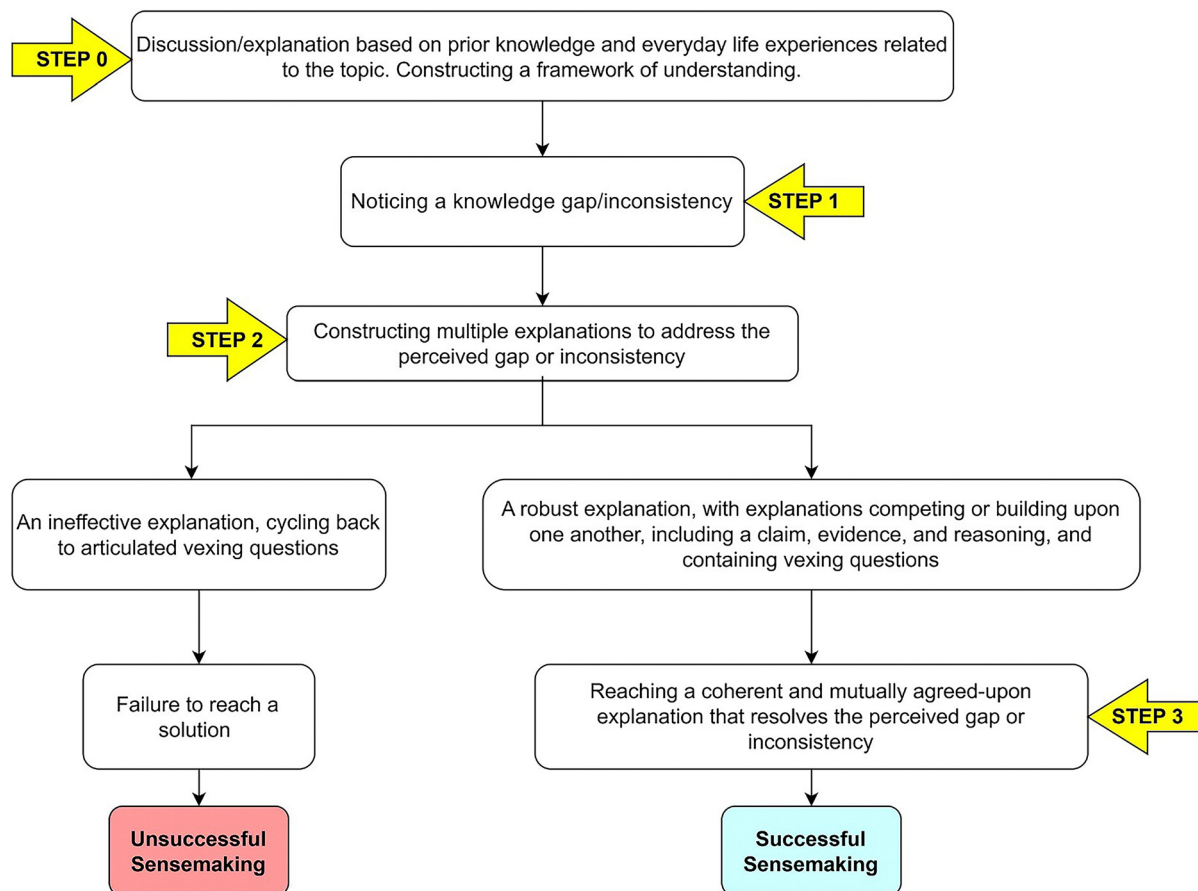 STEP 0
Discussion/explanation based on prior knowledge and everyday life experiences related
to the topic. Constructing a framework of understanding.
Noticing a knowledge gap/inconsistency
STEP 1
STEP 2
Constructing multiple explanations to address the
perceived gap or inconsistency
An ineffective explanation, cycling back
to articulated vexing questions
A robust explanation, with explanations competing or building upon
one another, including a claim, evidence, and reasoning, and
containing vexing questions
Failure to reach a
solution
Reaching a coherent and mutually agreed-upon
explanation that resolves the perceived gap or
inconsistency
STEP 3
Unsuccessful
Sensemaking
Successful
Sensemaking